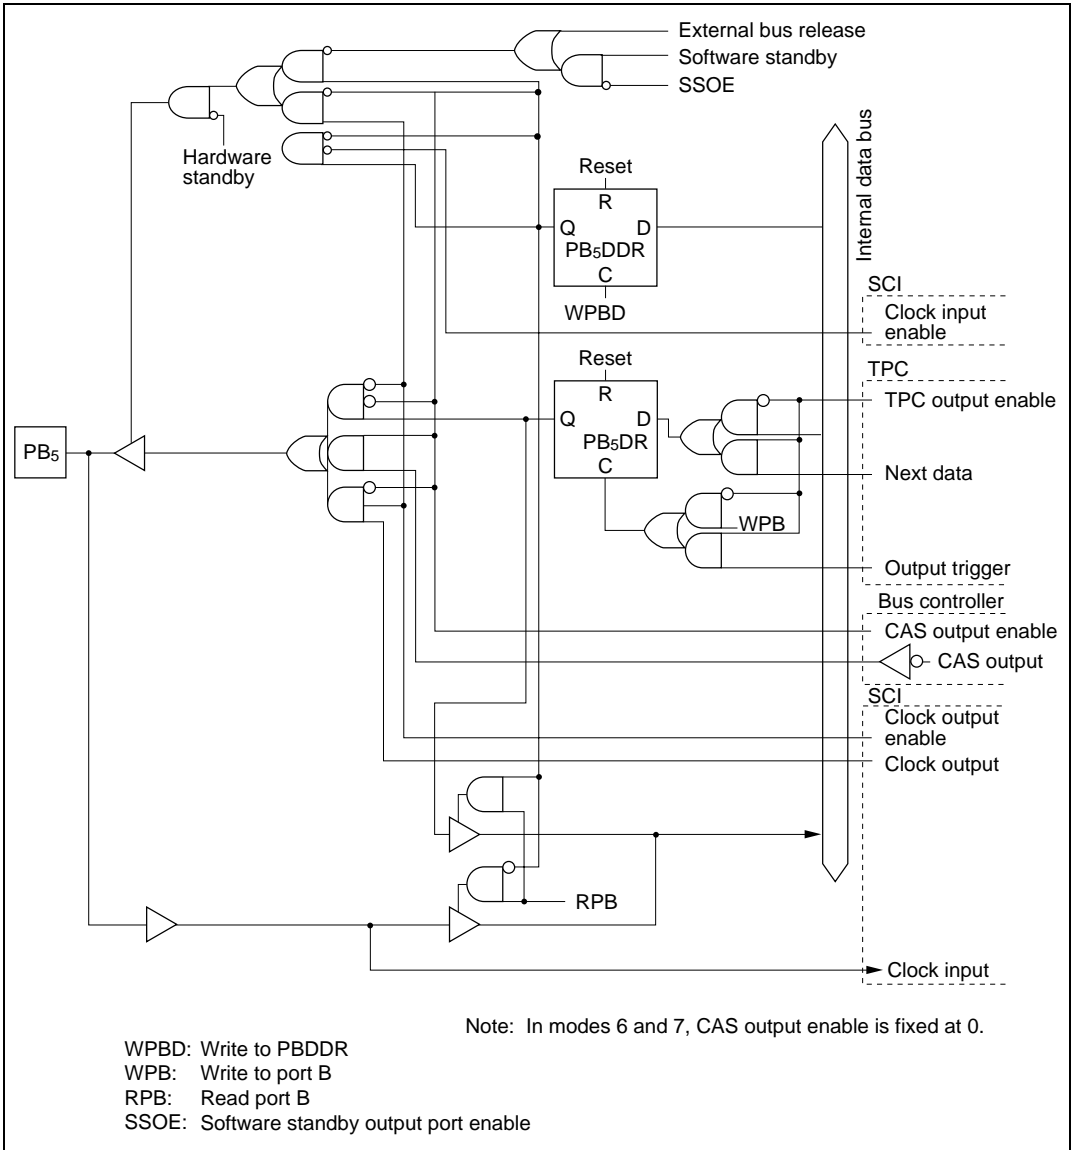 External bus release
Software standby
SSOE
Hardware
standby
Internal data bus
Reset
R
Q D
PB5DDR
C
WPBD
SCI
Clock input
enable
Reset
R
Q D
PB5DR
C
TPC
TPC output enable
Next data
WPB
Output trigger
PB5
Bus controller
CAS output enable
CAS output
SCI
Clock output
enable
Clock output
RPB
Clock input
Note: In modes 6 and 7, CAS output enable is fixed at 0.
WPBD: Write to PBDDR
WPB: Write to port B
RPB: Read port B
SSOE: Software standby output port enable